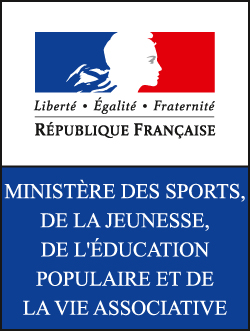 Liberté • Égalité • Fraternité
RÉPUBLIQUE FRANÇAISE
MINISTÈRE DES SPORTS,
DE LA JEUNESSE,
DE L'ÉDUCATION
POPULAIRE ET DE
LA VIE ASSOCIATIVE